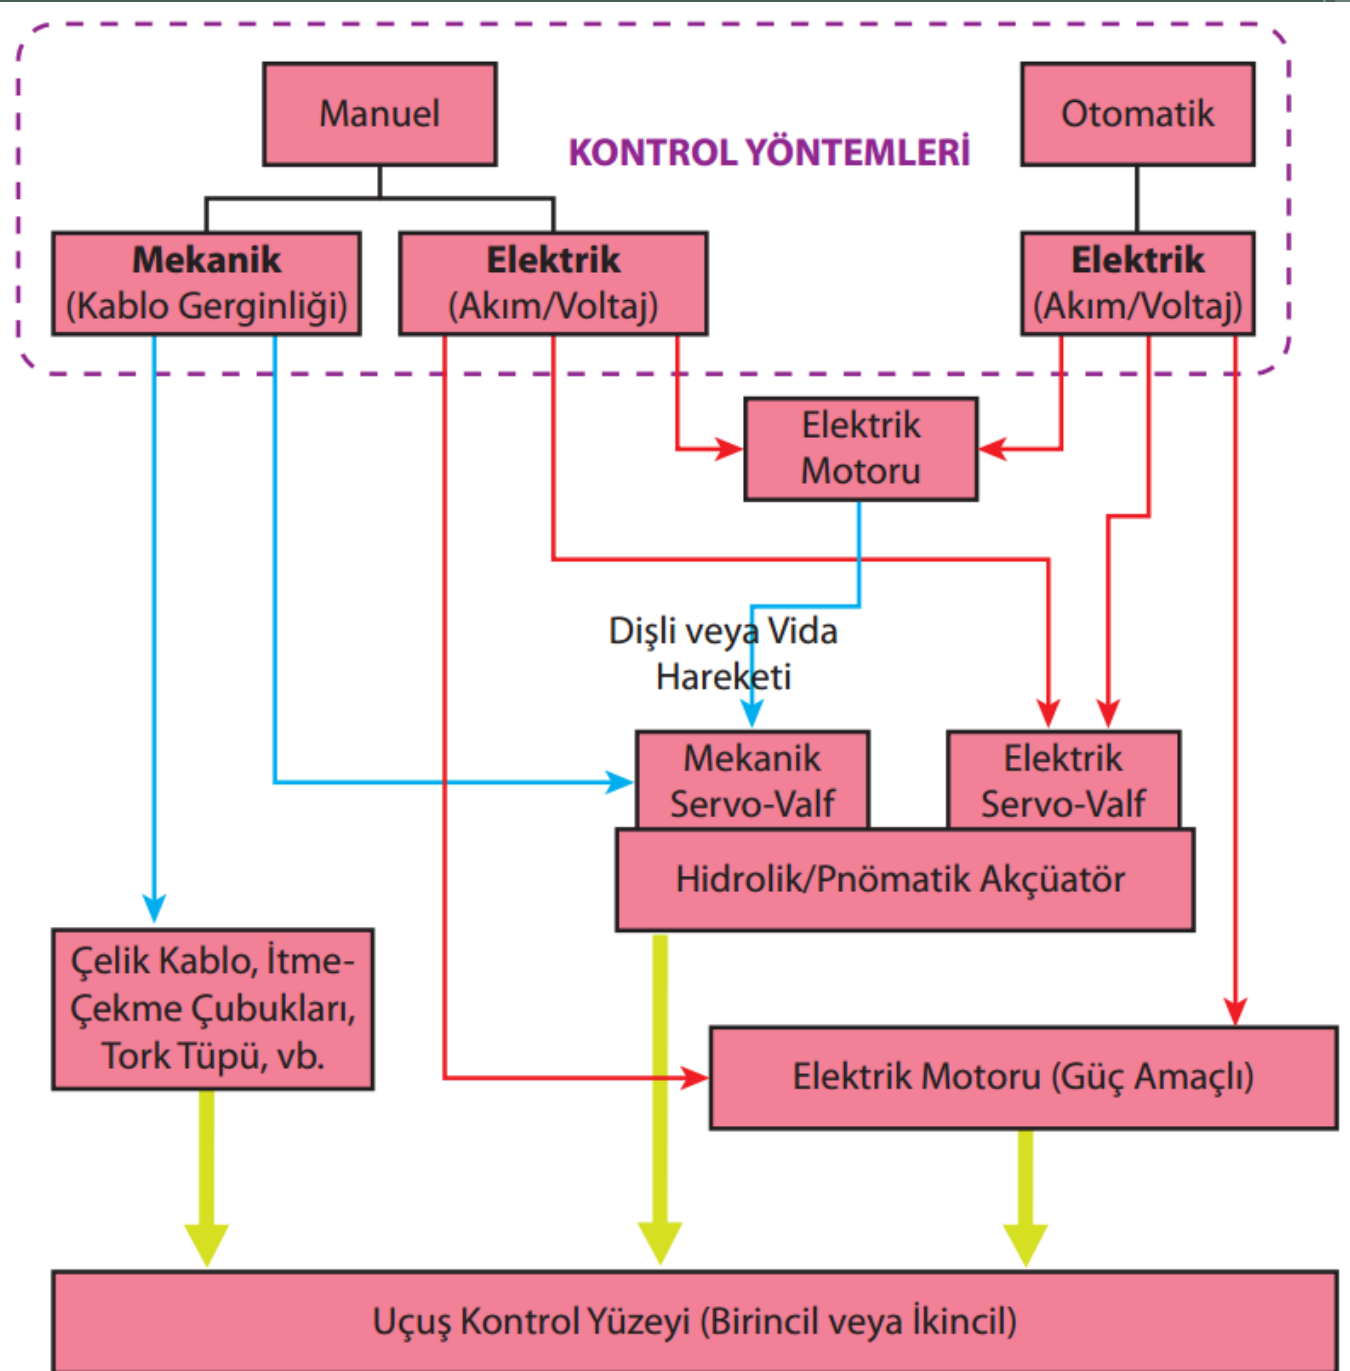 Manuel
KONTROL YÖNTEMLERİ
Otomatik
Mekanik
(Kablo Gerginliği)
Elektrik
(Akım/Voltaj)
Elektrik
(Akım/Voltaj)
Elektrik
Motoru
Dişli veya Vida
Hareketi
Mekanik
Servo-Valf
Elektrik
Servo-Valf
Hidrolik/Pnömatik Akçüatör
Çelik Kablo, İtme-
Çekme Çubukları,
Tork Tüpü, vb.
Elektrik Motoru (Güç Amaçlı)
Uçuş Kontrol Yüzeyi (Birincil veya İkincil)